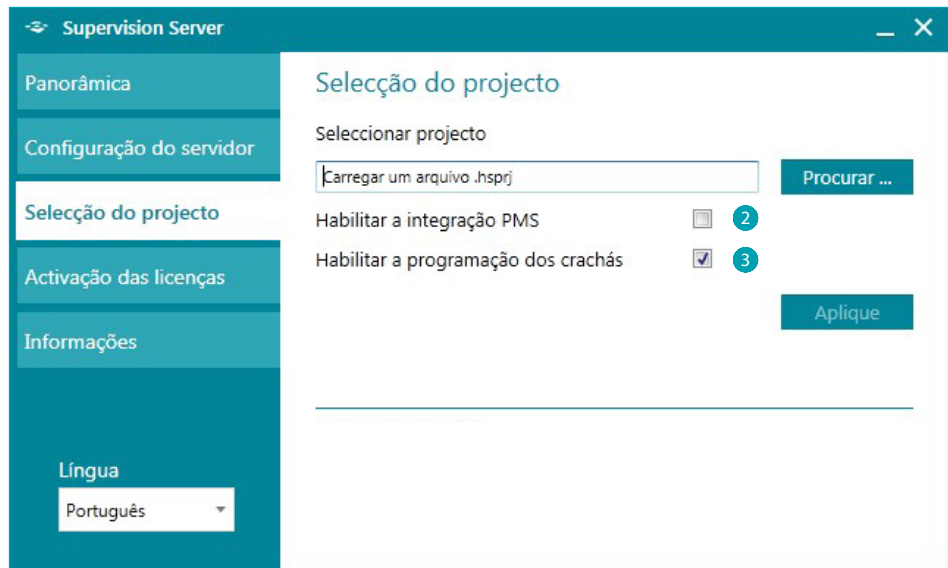 Supervision Server
Panorâmica
Configuração do servidor
Selecção do projecto
Activação das licenças
Informações
Língua
Português
Selecção do projecto
Seleccionar projecto
Carregar um arquivo .hsprj
Procurar ...
Habilitar a integração PMS
2
Habilitar a programação dos crachás
3
Aplique